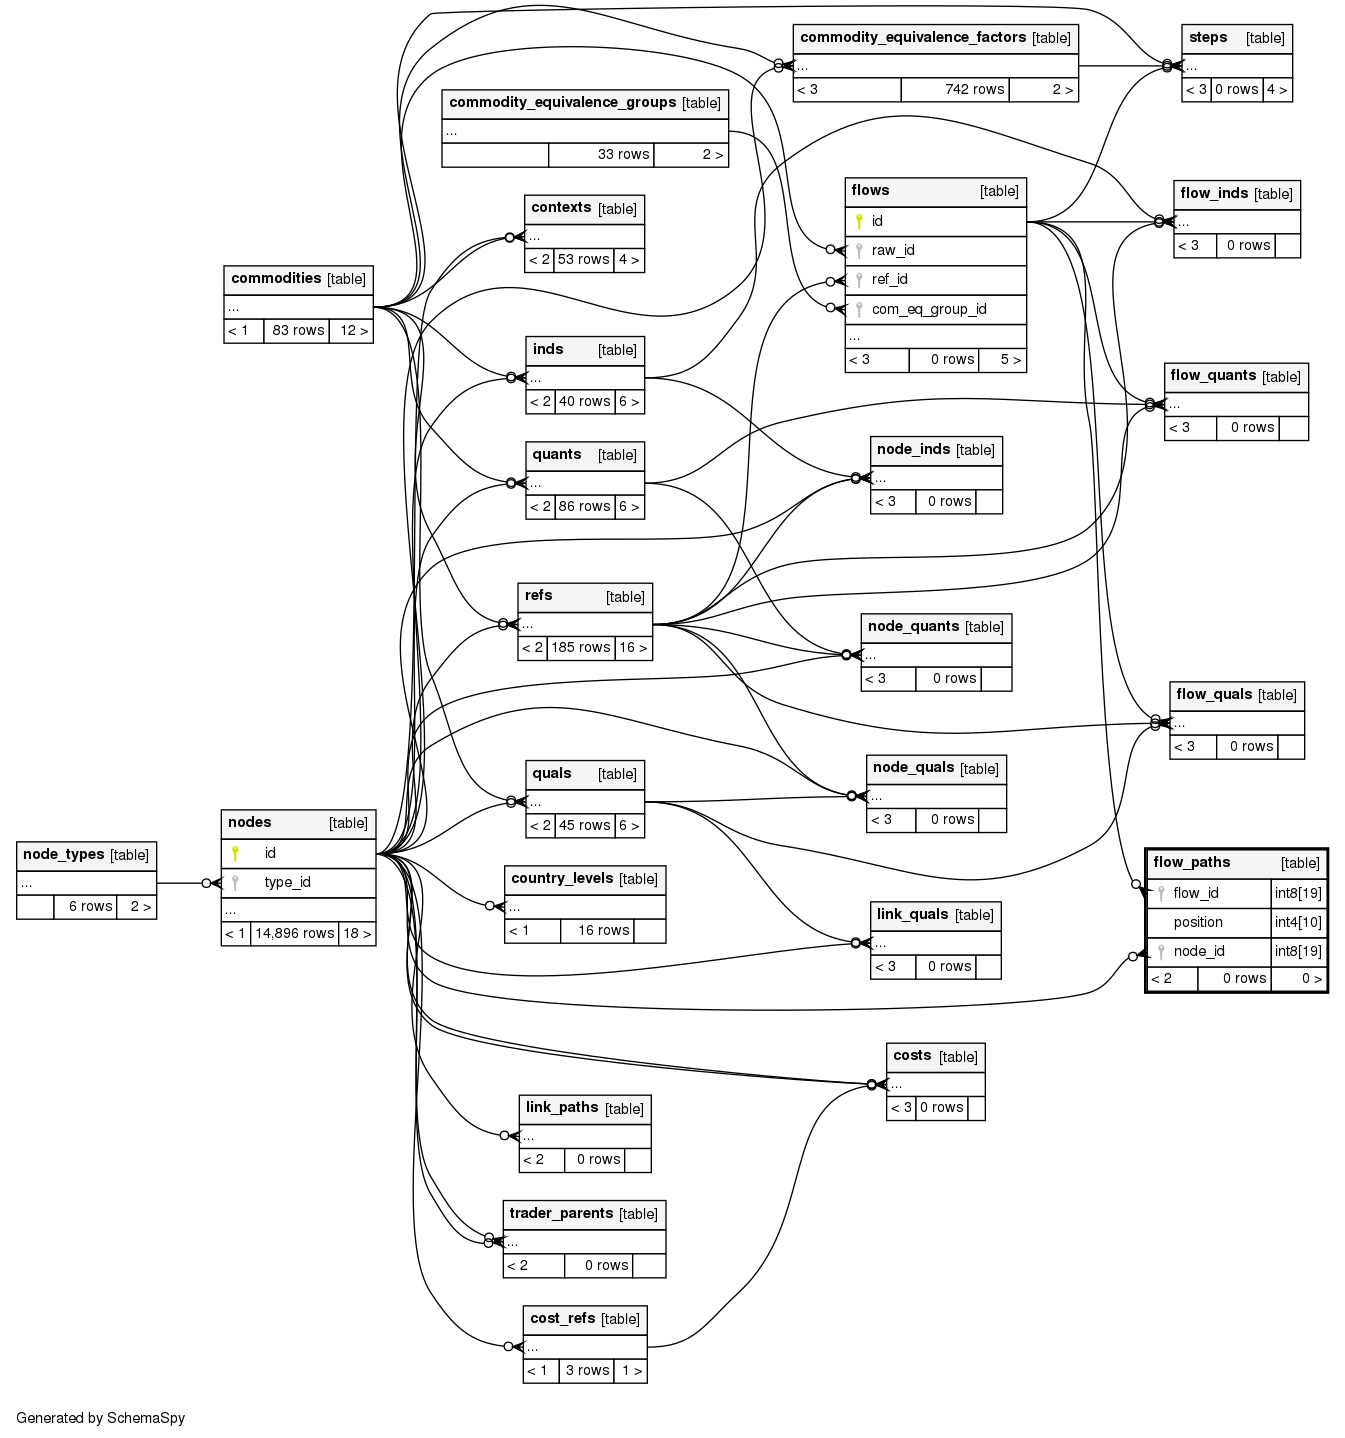 commodity_equivalence_factors [table]
...
< 3 742 rows 2 >
steps [table]
...
< 3 0 rows 4 >
commodity_equivalence_groups [table]
...
33 rows 2 >
contexts [table]
...
< 2 53 rows 4 >
flows [table]
id
raw_id
ref_id
com_eq_group_id
...
< 3 0 rows 5 >
flow_inds [table]
...
< 3 0 rows
commodities [table]
...
< 1 83 rows 12 >
inds [table]
...
< 2 40 rows 6 >
flow_quants [table]
...
< 3 0 rows
quants [table]
...
< 2 86 rows 6 >
node_inds [table]
...
< 3 0 rows
refs [table]
...
< 2 185 rows 16 >
node_quants [table]
...
< 3 0 rows
flow_quals [table]
...
< 3 0 rows
quals [table]
...
< 2 45 rows 6 >
node_quals [table]
...
< 3 0 rows
node_types [table]
...
6 rows 2 >
nodes [table]
id
type_id
...
< 1 14,896 rows 18 >
country_levels [table]
...
< 1 16 rows
link_quals [table]
...
< 3 0 rows
flow_paths [table]
flow_id int8[19]
position int4[10]
node_id int8[19]
< 2 0 rows 0 >
costs [table]
...
< 3 0 rows
link_paths [table]
...
< 2 0 rows
trader_parents [table]
...
< 2 0 rows
cost_refs [table]
...
< 1 3 rows 1 >
Generated by SchemaSpy